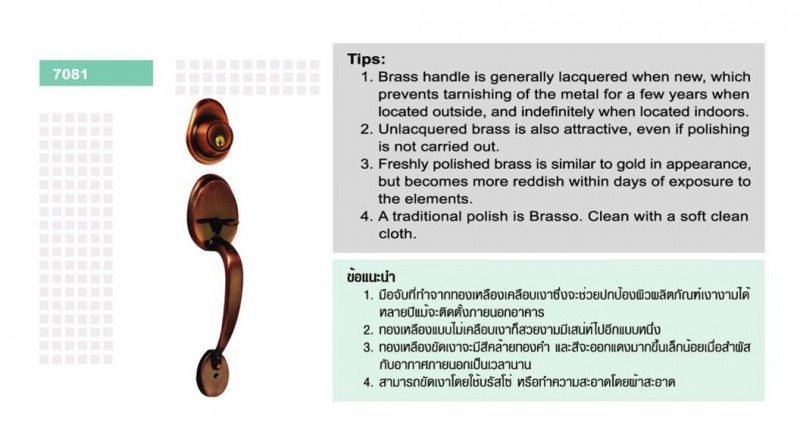 7081
Tips:
1. Brass handle is generally lacquered when new, which
prevents tarnishing of the metal for a few years when
located outside, and indefinitely when located indoors.
2. Unlacquered brass is also attractive, even if polishing
is not carried out.
3. Freshly polished brass is similar to gold in appearance,
but becomes more reddish within days of exposure to
the elements.
4. A traditional polish is Brasso. Clean with a soft clean
cloth.
ข้อแนะนำ
1. มือจับที่ทำจากทองเหลืองเคลือบเงาซึ่งจะช่วยปกป้องผิวผลิตภัณฑ์เงางามได้
หลายปีแม้จะติดตั้งภายนอกอาคาร
2. ทองเหลืองแบบไม่เคลือบเงาก็สวยงามมีเสน่ห์ไปอีกแบบหนึ่ง
3. ทองเหลืองขัดเงาจะมีสีคล้ายทองคำ และสีจะออกแดงมากขึ้นเล็กน้อยเมื่อสำผัส
กับอากาศภายนอกเป็นเวลานาน
4. สามารถขัดเงาโดยใช้บรัสโซ่ หรือทำความสะอาดโดยผ้าสะอาด